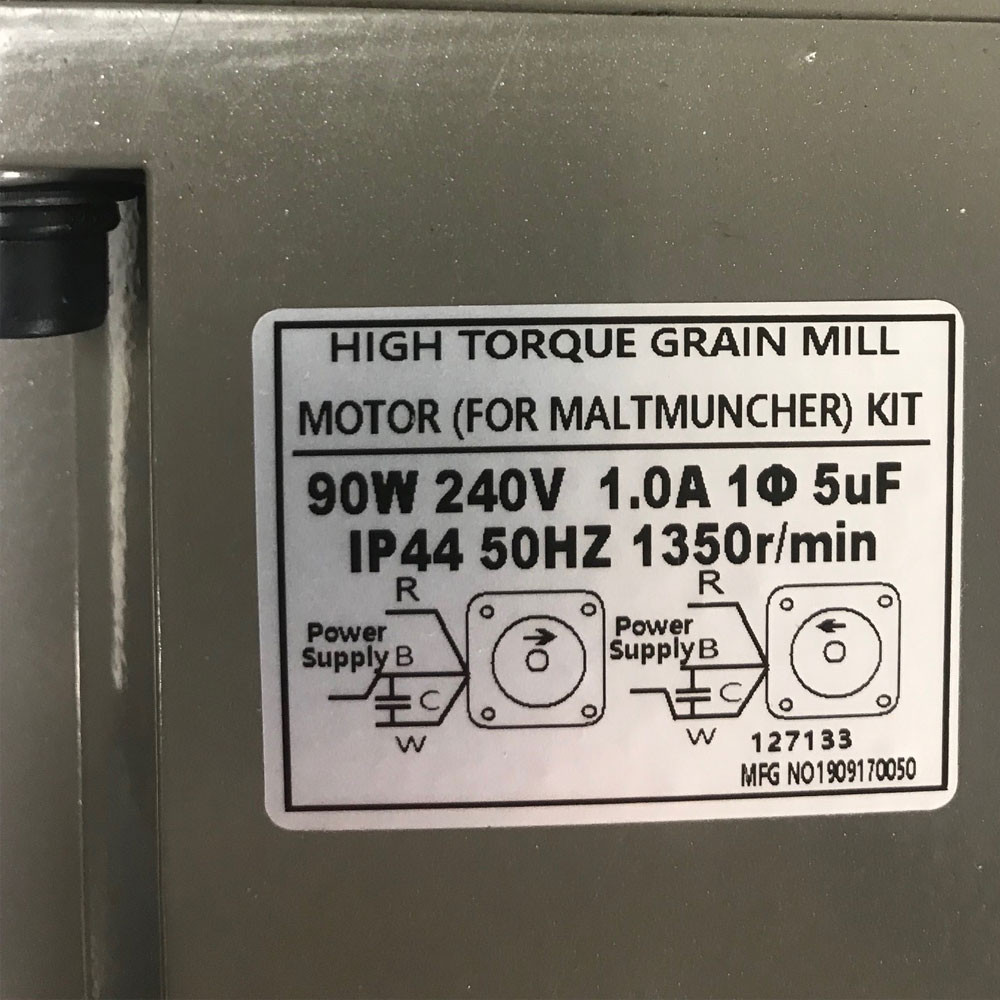 HIGH TORQUE GRAIN MILL
MOTOR (FOR MALTMUNCHER) KIT
90W 240V 1.0A 1Φ 5uF
IP44 50HZ 1350r/min
R
Power
Supply B
C
W
R
Power
Supply B
C
W
127133
MFG NO1909170050